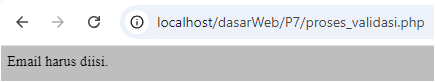 localhost/dasarWeb/P7/proses_validasi.php
Email harus diisi.